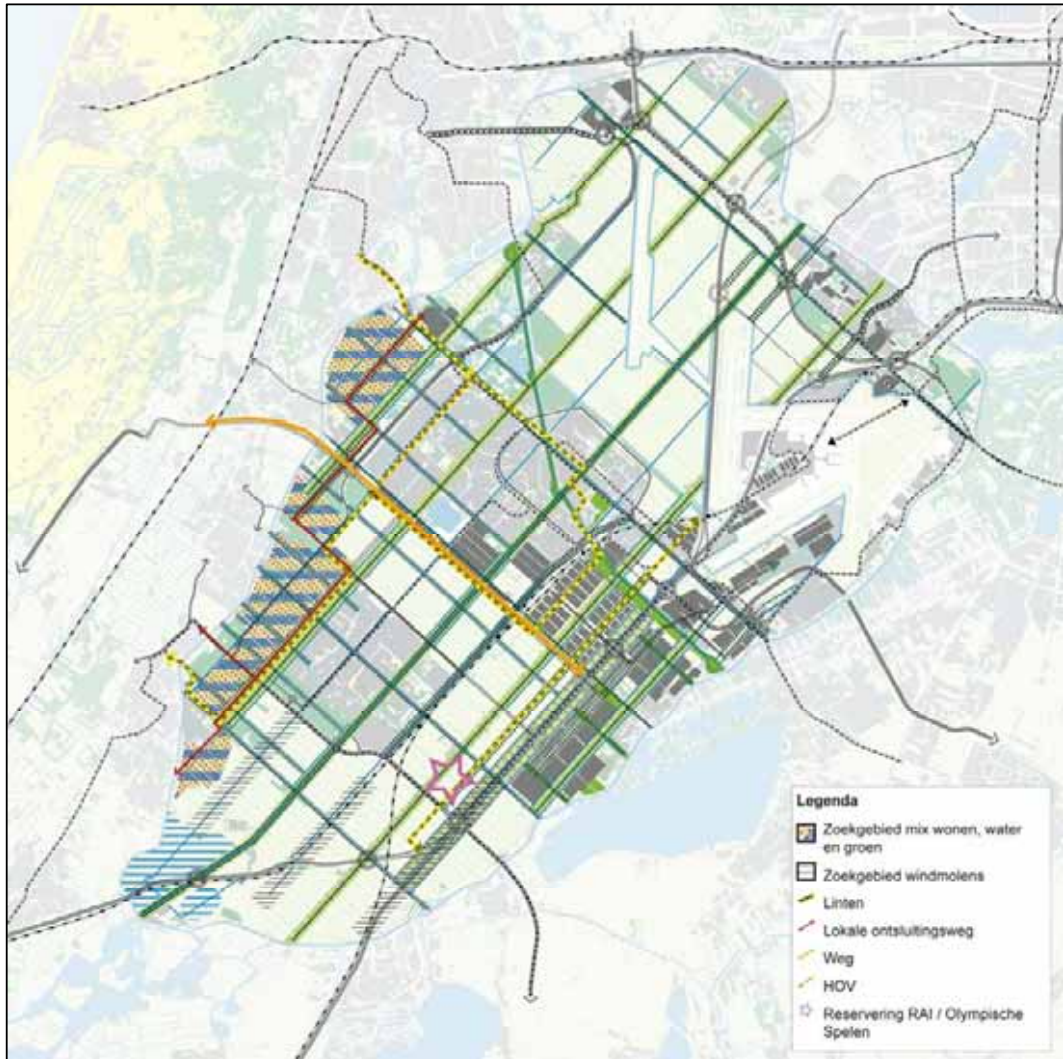 Legenda
Zoekgebied mix wonen, water
en groen
Zoekgebied windmolens
Linten
Lokale ontsluitingsweg
Weg
HOV
Reservering RAI / Olympische
Spelen